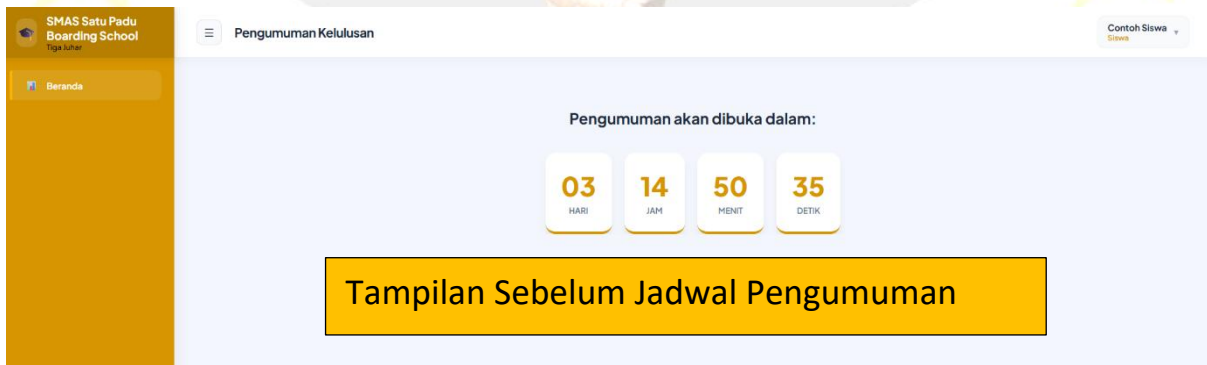 SMAS Satu Padu
Boarding School
Tiga Juhar
Pengumuman Kelulusan
Contoh Siswa
Siswa
Beranda
Pengumuman akan dibuka dalam:
03 14 50 35
HARI JAM MENIT DETIK
Tampilan Sebelum Jadwal Pengumuman